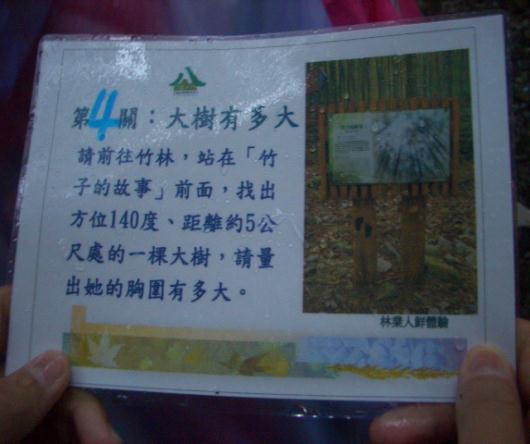 第4關：大樹有多大
請前往竹林，站在「竹
子的故事」前面，找出
方位140度、距離約5公
尺處的一棵大樹，請量
出她的胸圍有多大。
林業人鮮體驗